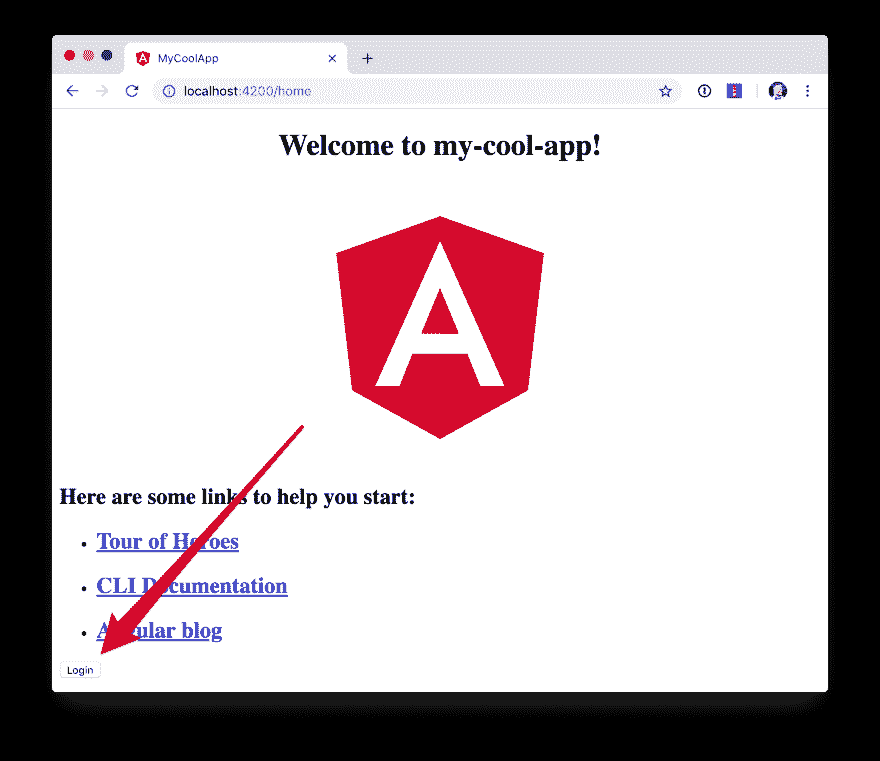 MyCoolApp
localhost:4200/home
Welcome to my-cool-app!
A
Here are some links to help you start:
Tour of Heroes
CLI Documentation
Angular blog
Login